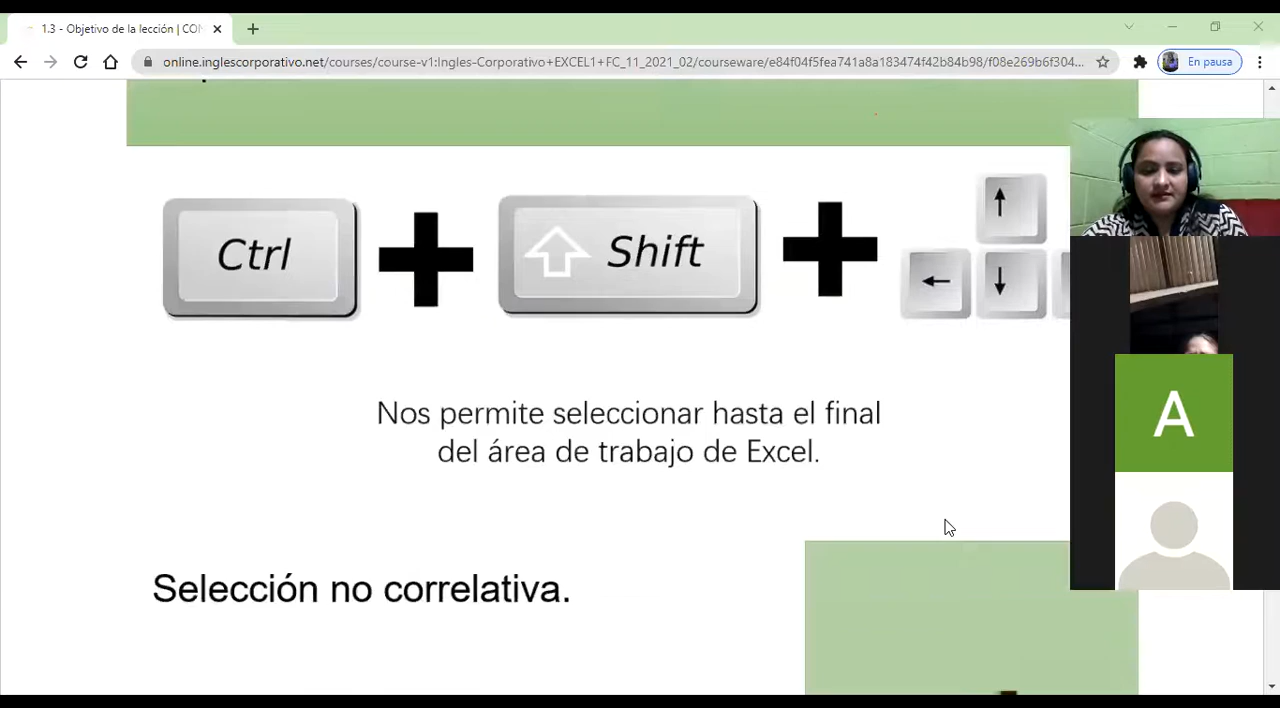 1.3 - Objetivo de la lección | CON
online.inglescorporativo.net/courses/course-v1:Ingles-Corporativo+EXCEL1+FC_11_2021_02/courseware/e84f04f5fea741a8a183474f42b84b98/f08e269b6f304...
En pausa
Ctrl + Shift + ↑
← ↓
Nos permite seleccionar hasta el final
del área de trabajo de Excel.
A
Selección no correlativa.